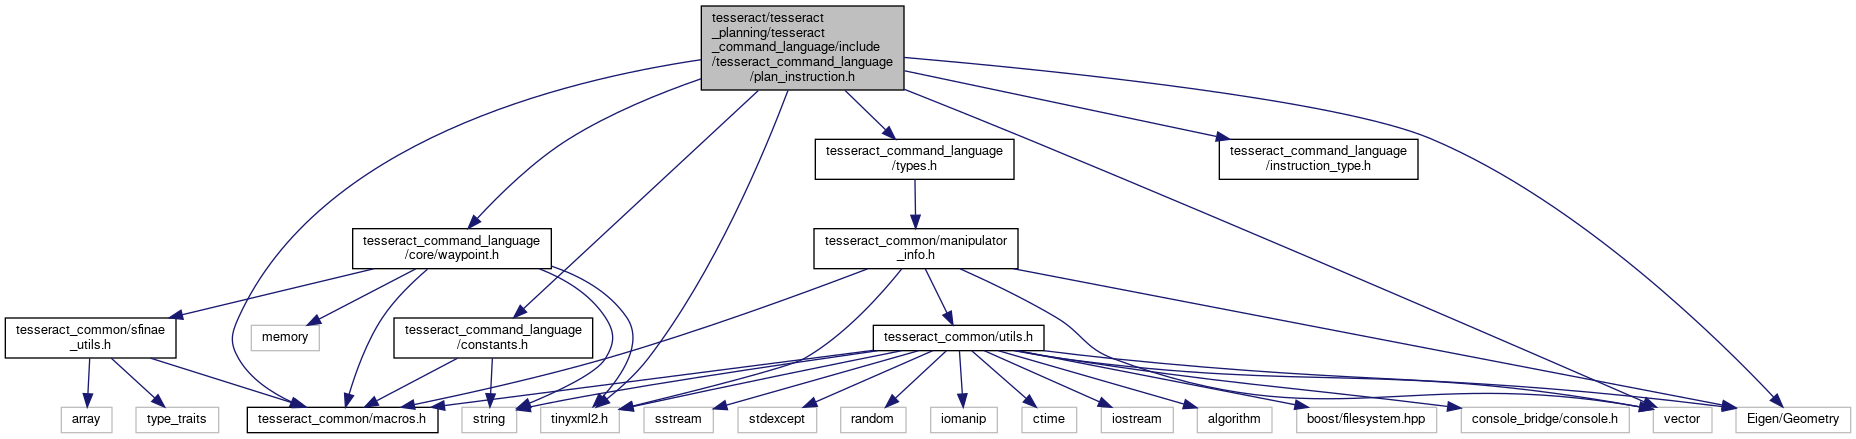 tesseract/tesseract
_planning/tesseract
_command_language/include
/tesseract_command_language
/plan_instruction.h
tesseract_command_language
/types.h
tesseract_command_language
/instruction_type.h
tesseract_command_language
/core/waypoint.h
tesseract_common/manipulator
_info.h
tesseract_common/sfinae
_utils.h
memory
tesseract_command_language
/constants.h
tesseract_common/utils.h
array
type_traits
tesseract_common/macros.h
string
tinyxml2.h
sstream
stdexcept
random
iomanip
ctime
iostream
algorithm
boost/filesystem.hpp
console_bridge/console.h
vector
Eigen/Geometry